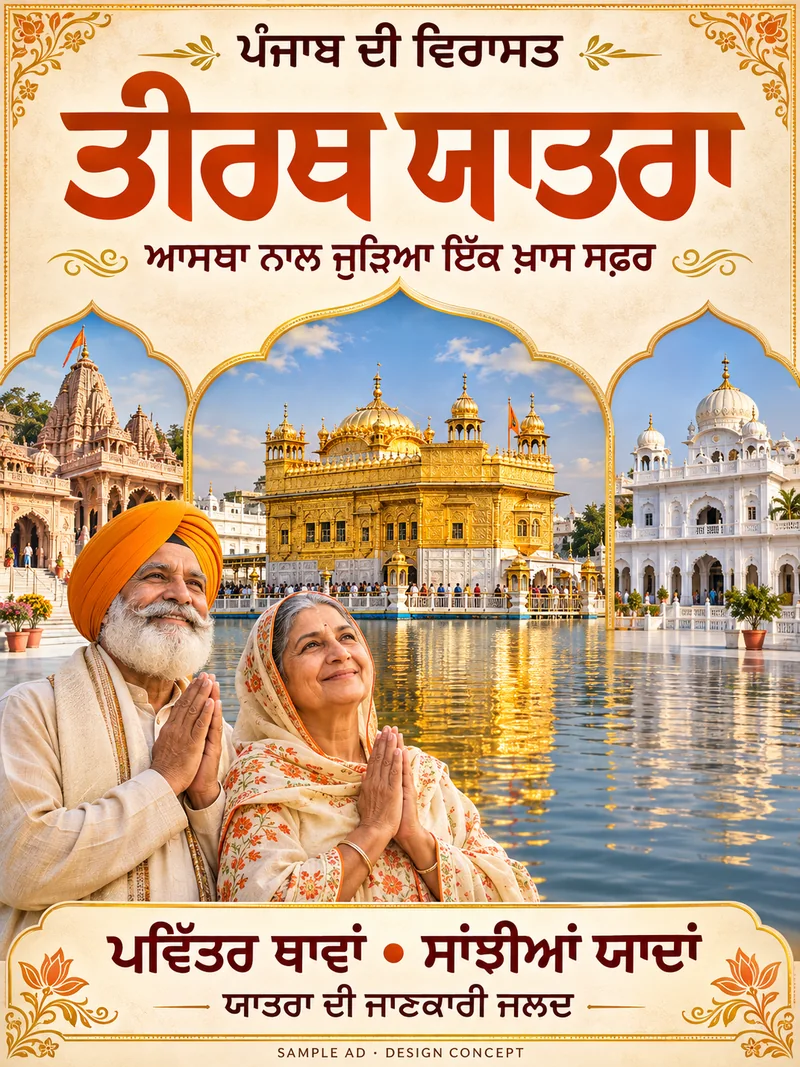 ਪੰਜਾਬ ਦੀ ਵਿਰਾਸਤ
ਤੀਰਥ ਯਾਤਰਾ
ਆਸਥਾ ਨਾਲ ਜੁੜਿਆ ਇੱਕ ਖ਼ਾਸ ਸਫ਼ਰ
ਪਵਿੱਤਰ ਥਾਵਾਂ • ਸਾਂਝੀਆਂ ਯਾਦਾਂ
ਯਾਤਰਾ ਦੀ ਜਾਣਕਾਰੀ ਜਲਦ
SAMPLE AD · DESIGN CONCEPT